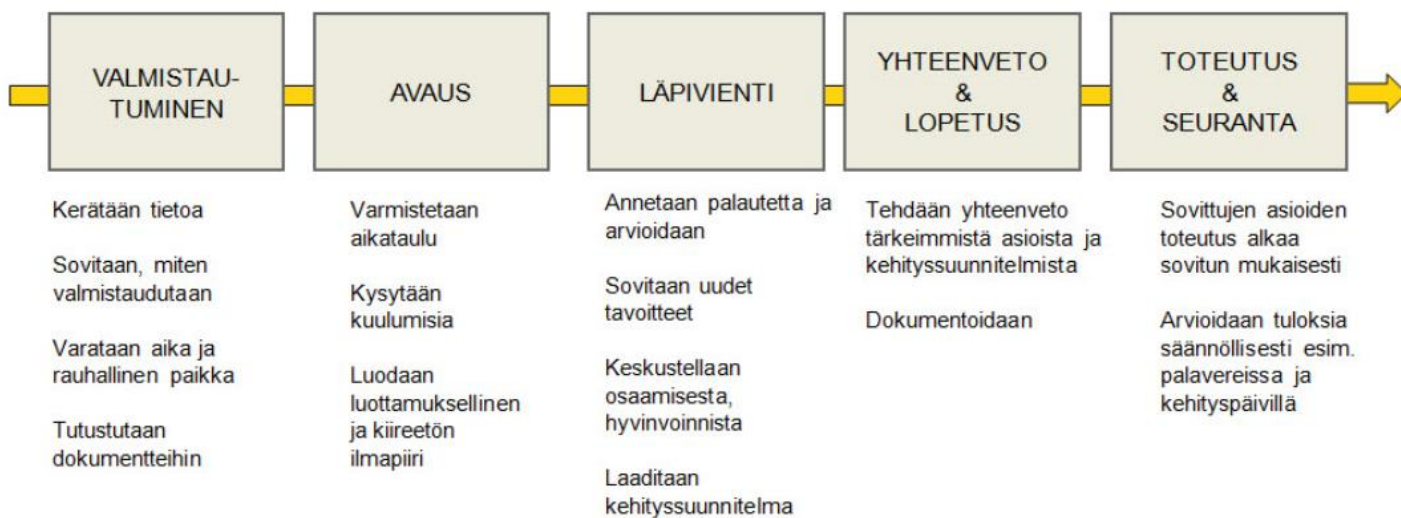 VALMISTAU-
TUMINEN
AVAUS
LÄPIVIENTI
YHTEENVETO
&
LOPETUS
TOTEUTUS
&
SEURANTA
Kerätään tietoa
Sovitaan, miten
valmistaudutaan
Varataan aika ja
rauhallinen paikka
Tutustutaan
dokumentteihin
Varmistetaan
aikataulu
Kysytään
kuulumisia
Luodaan
luottamuksellinen
ja kiireetön
ilmapiiri
Annetaan palautetta ja
arvioidaan
Sovitaan uudet
tavoitteet
Keskustellaan
osaamisesta,
hyvinvoinnista
Laaditaan
kehityssuunnitelma
Tehdään yhteenveto
tärkeimmistä asioista ja
kehityssuunnitelmista
Dokumentoidaan
Sovittujen asioiden
toteutus alkaa
sovitun mukaisesti
Arvioidaan tuloksia
säännöllisesti esim.
palavereissa ja
kehityspäivillä